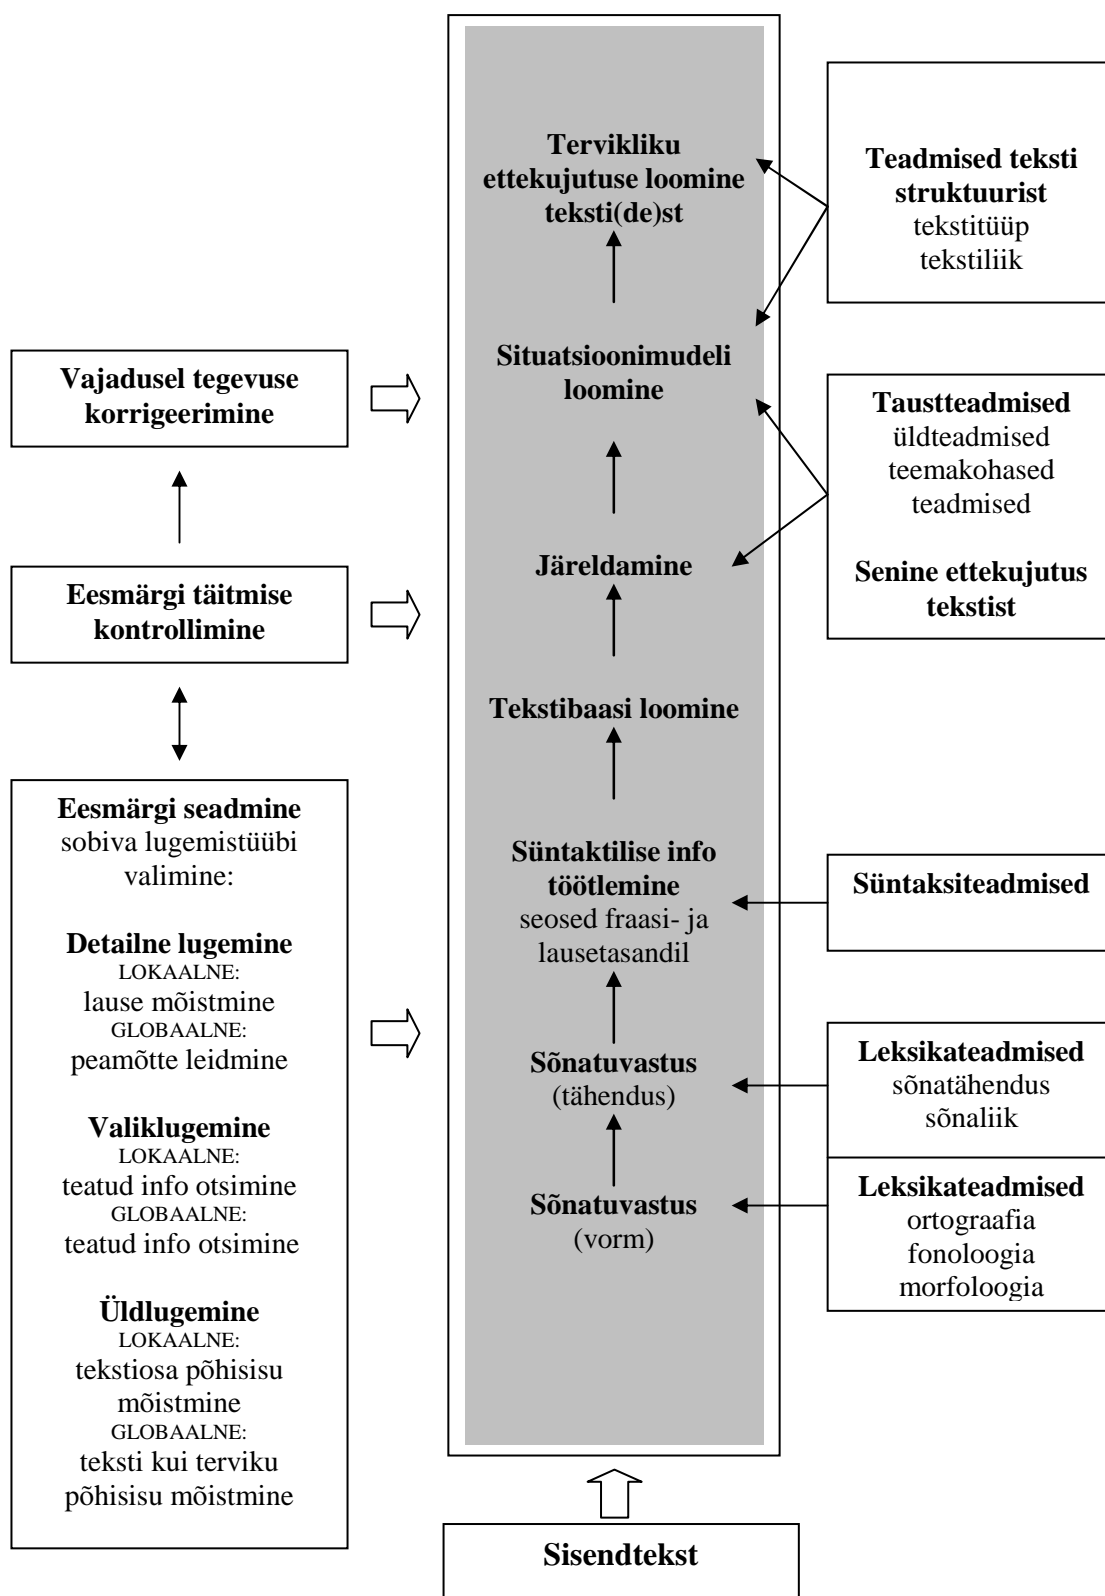 Vajadusel tegevuse
korrigeerimine
Eesmärgi täitmise
kontrollimine
Eesmärgi seadmine
sobiva lugemistüübi
valimine:
Detailne lugemine
LOKAALNE:
lause mõistmine
GLOBAALNE:
peamõtte leidmine
Valiklugemine
LOKAALNE:
teatud info otsimine
GLOBAALNE:
teatud info otsimine
Üldlugemine
LOKAALNE:
tekstiosa põhisisu
mõistmine
GLOBAALNE:
teksti kui terviku
põhisisu mõistmine
Tervikliku
ettekujutuse loomine
teksti(de)st
Situatsioonimudeli
loomine
Järeldamine
Tekstibaasi loomine
Süntaktilise info
töötlemine
seosed fraasi- ja
lausetasandil
Sõnatuvastus
(tähendus)
Sõnatuvastus
(vorm)
Sisendtekst
Teadmised teksti
struktuurist
tekstitüüp
tekstiliik
Taustteadmised
üldteadmised
teemakohased
teadmised
Senine ettekujutus
tekstist
Süntaksiteadmised
Leksikateadmised
sõnatähendus
sõnaliik
Leksikateadmised
ortograafia
fonoloogia
morfoloogia